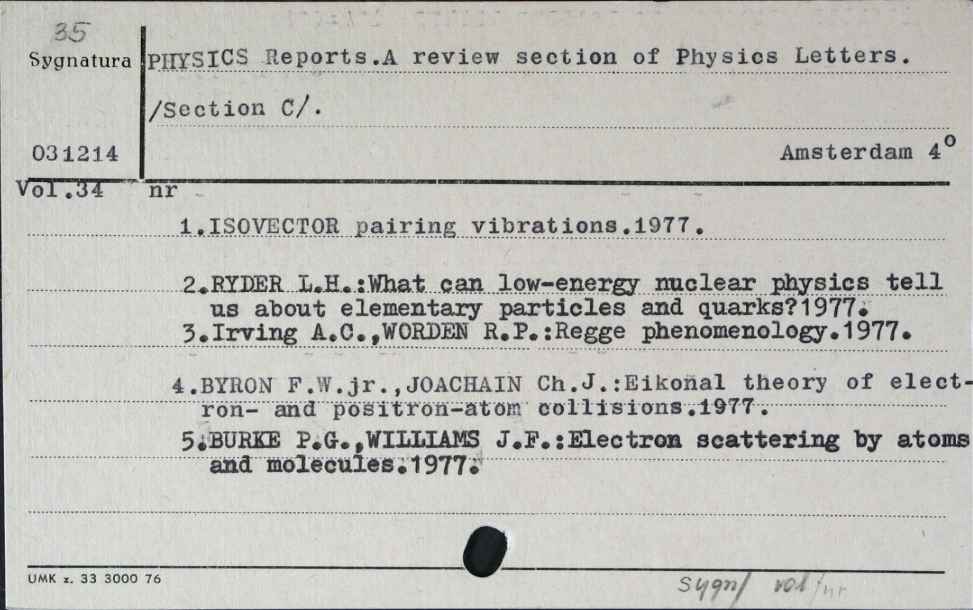 35
Sygnatura PHYSICS Reports.A review section of Physics Letters.
/Section C/.
031214 Amsterdam 4º
Vol.34 nr
1.ISOVECTOR pairing vibrations.1977.
2.RYDER L.H.:What can low-energy nuclear physics tell
us about elementary particles and quarks?1977.
3.Irving A.C.,WORDEN R.P.:Regge phenomenology.1977.
4.BYRON F.W.jr.,JOACHAIN Ch.J.:Eikonal theory of elect-
ron- and positron-atom collisions.1977.
5.BURKE P.G.,WILLIAMS J.F.:Electron scattering by atoms
and molecules.1977.
UMK z. 33 3000 76
sygn/ vol/nr